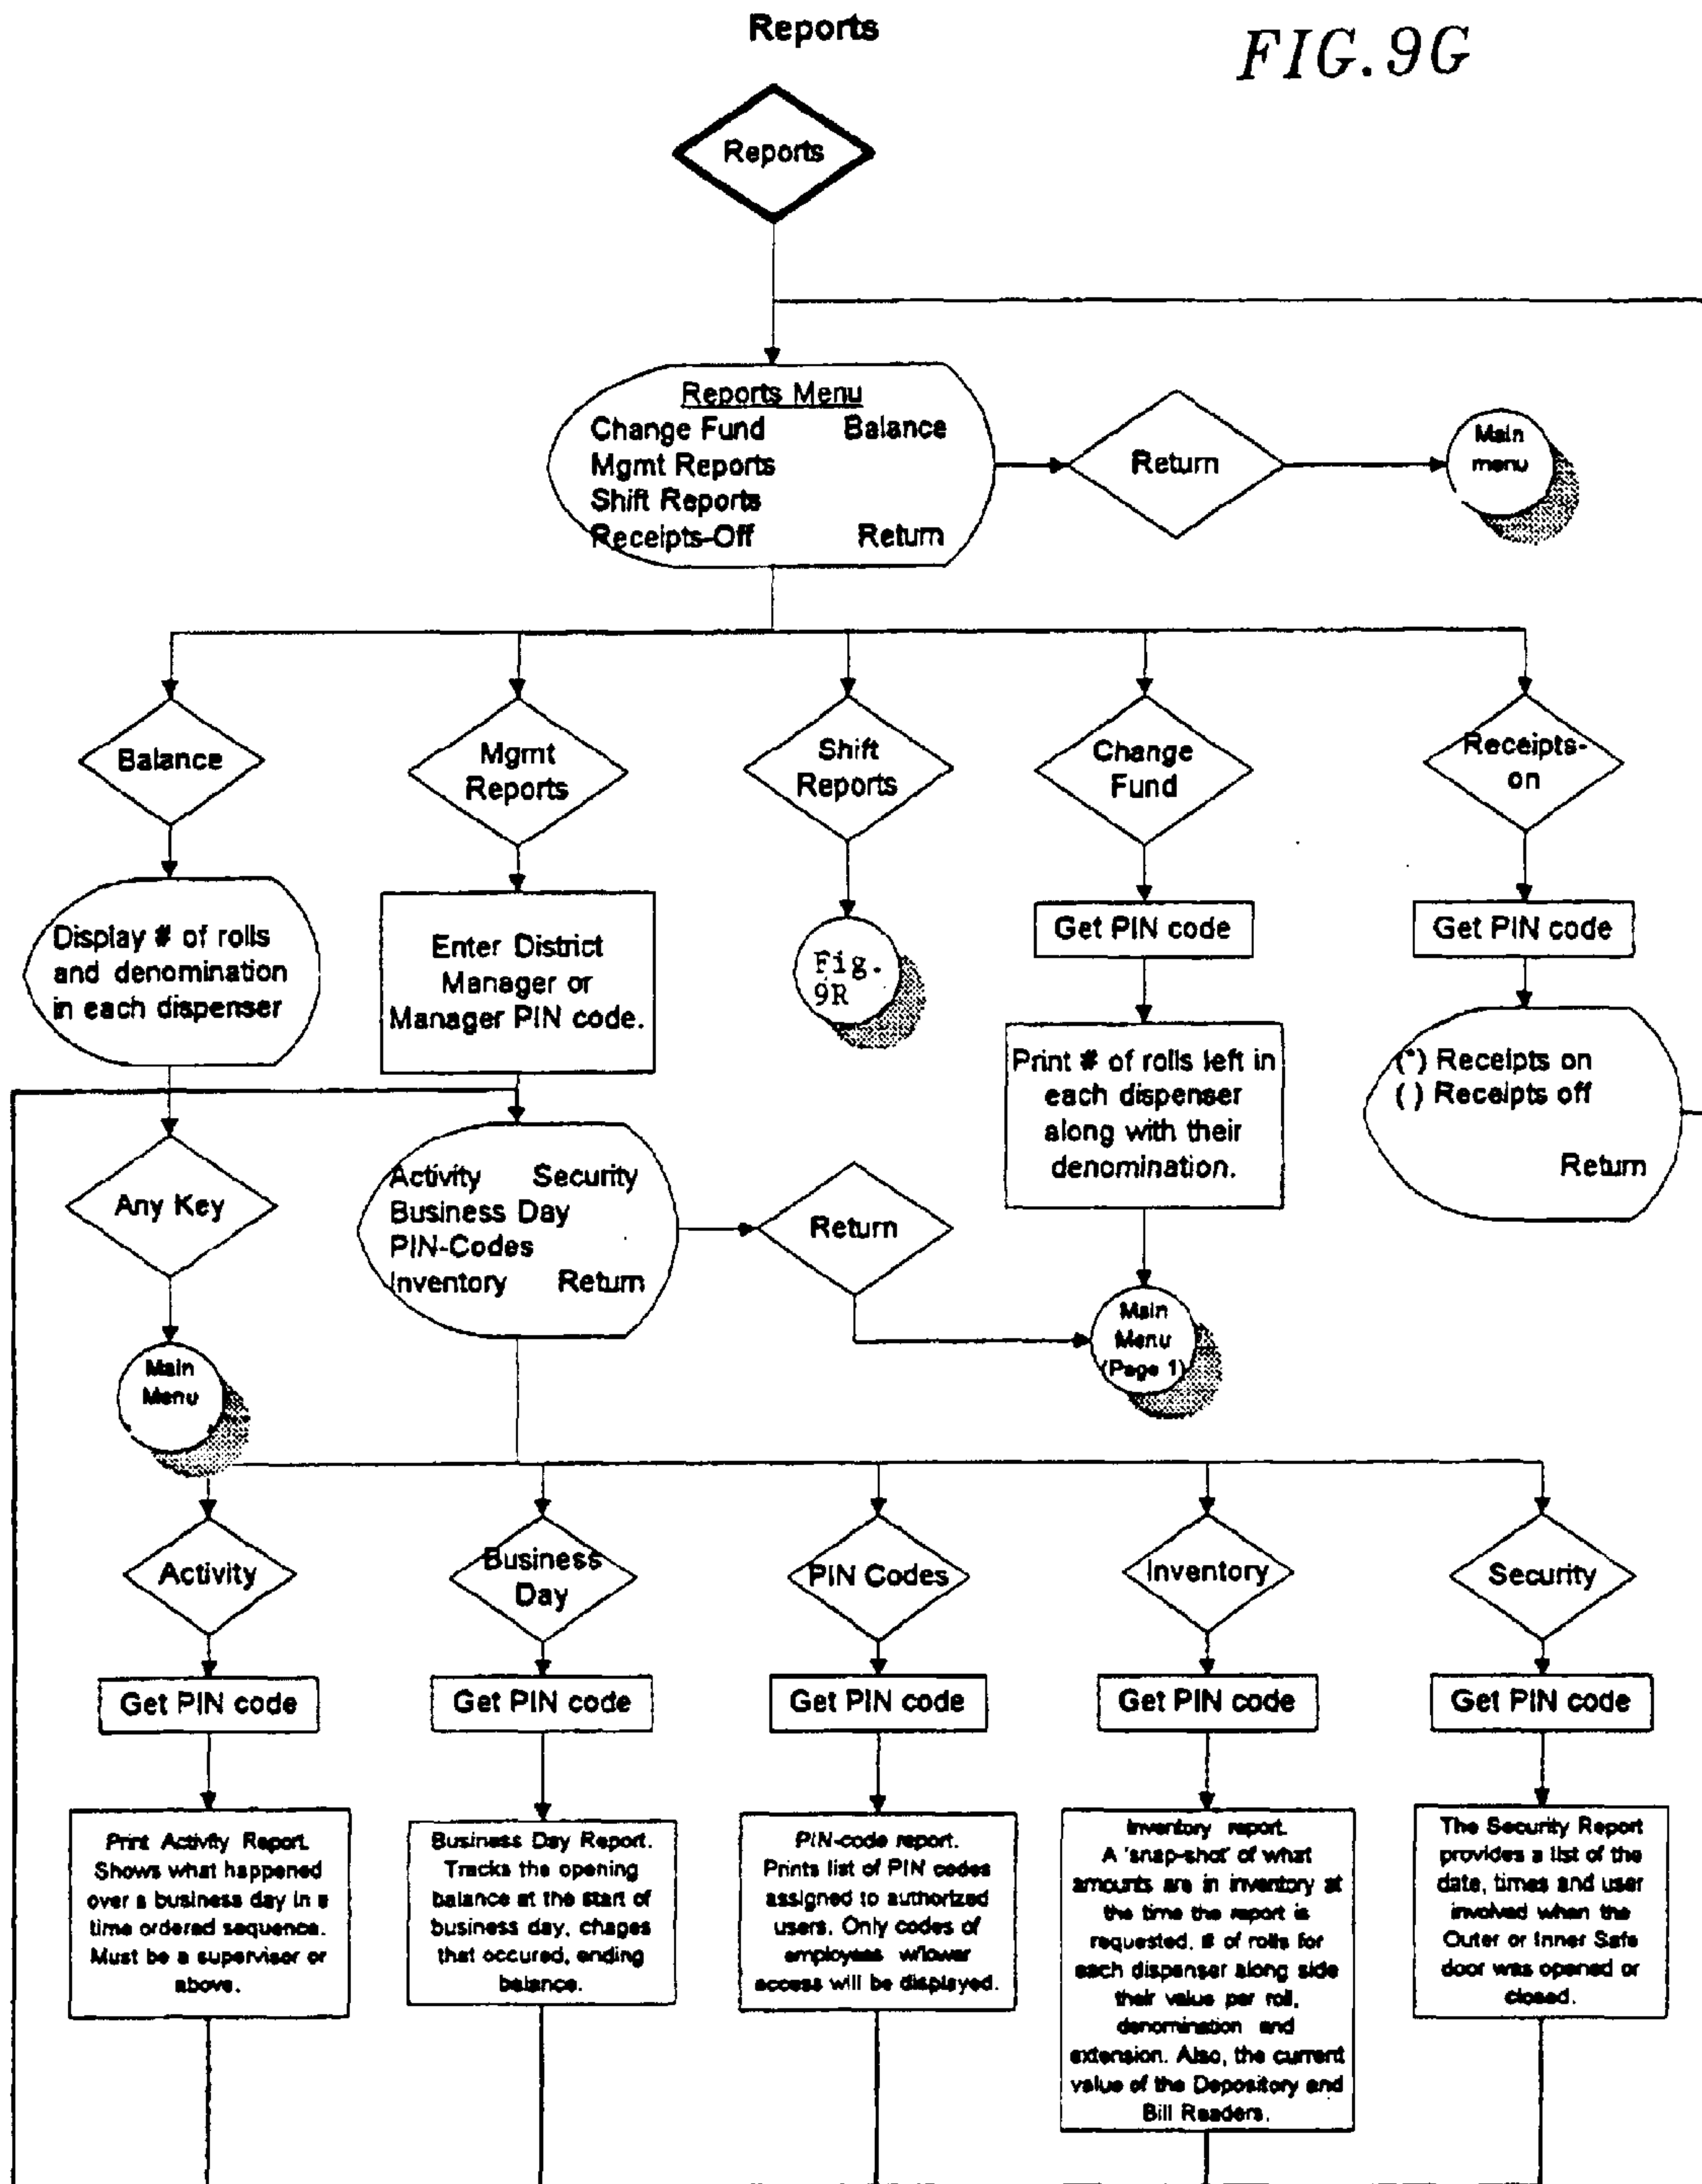 Reports
FIG.9G
Reports
Reports Menu
Change Fund Balance
Mgmt Reports
Shift Reports
Receipts-Off Return
Return
Main
menu
Balance
Mgmt
Reports
Shift
Reports
Change
Fund
Receipts-
on
Display # of rolls
and denomination
in each dispenser
Enter District
Manager or
Manager PIN code.
Fig.
9R
Get PIN code
Get PIN code
Print # of rolls left in
each dispenser
along with their
denomination.
(*) Receipts on
( ) Receipts off
Return
Any Key
Activity Security
Business Day
PIN-Codes
Inventory Return
Return
Main
Menu
Main
Menu
(Page 1)
Activity
Business
Day
PIN Codes
Inventory
Security
Get PIN code
Get PIN code
Get PIN code
Get PIN code
Get PIN code
Print Activity Report.
Shows what happened
over a business day in a
time ordered sequence.
Must be a supervisor or
above.
Business Day Report.
Tracks the opening
balance at the start of
business day, chages
that occured, ending
balance.
PIN-code report.
Prints list of PIN codes
assigned to authorized
users. Only codes of
employees w/lower
access will be displayed.
Inventory report.
A 'snap-shot' of what
amounts are in inventory at
the time the report is
requested. # of rolls for
each dispenser along side
their value per roll,
denomination and
extension. Also, the current
value of the Depository and
Bill Readers.
The Security Report
provides a list of the
date, times and user
involved when the
Outer or Inner Safe
door was opened or
closed.